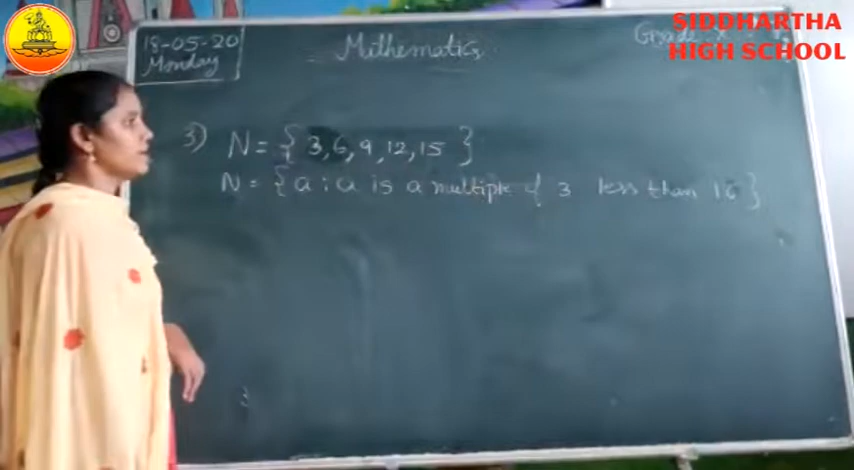 SIDDHARTHA
HIGH SCHOOL
18-05-20
Monday
Mathematics
Grade: X
3) N = { 3, 6, 9, 12, 15 }
N = { a : a is a multiple of 3 less than 16 }